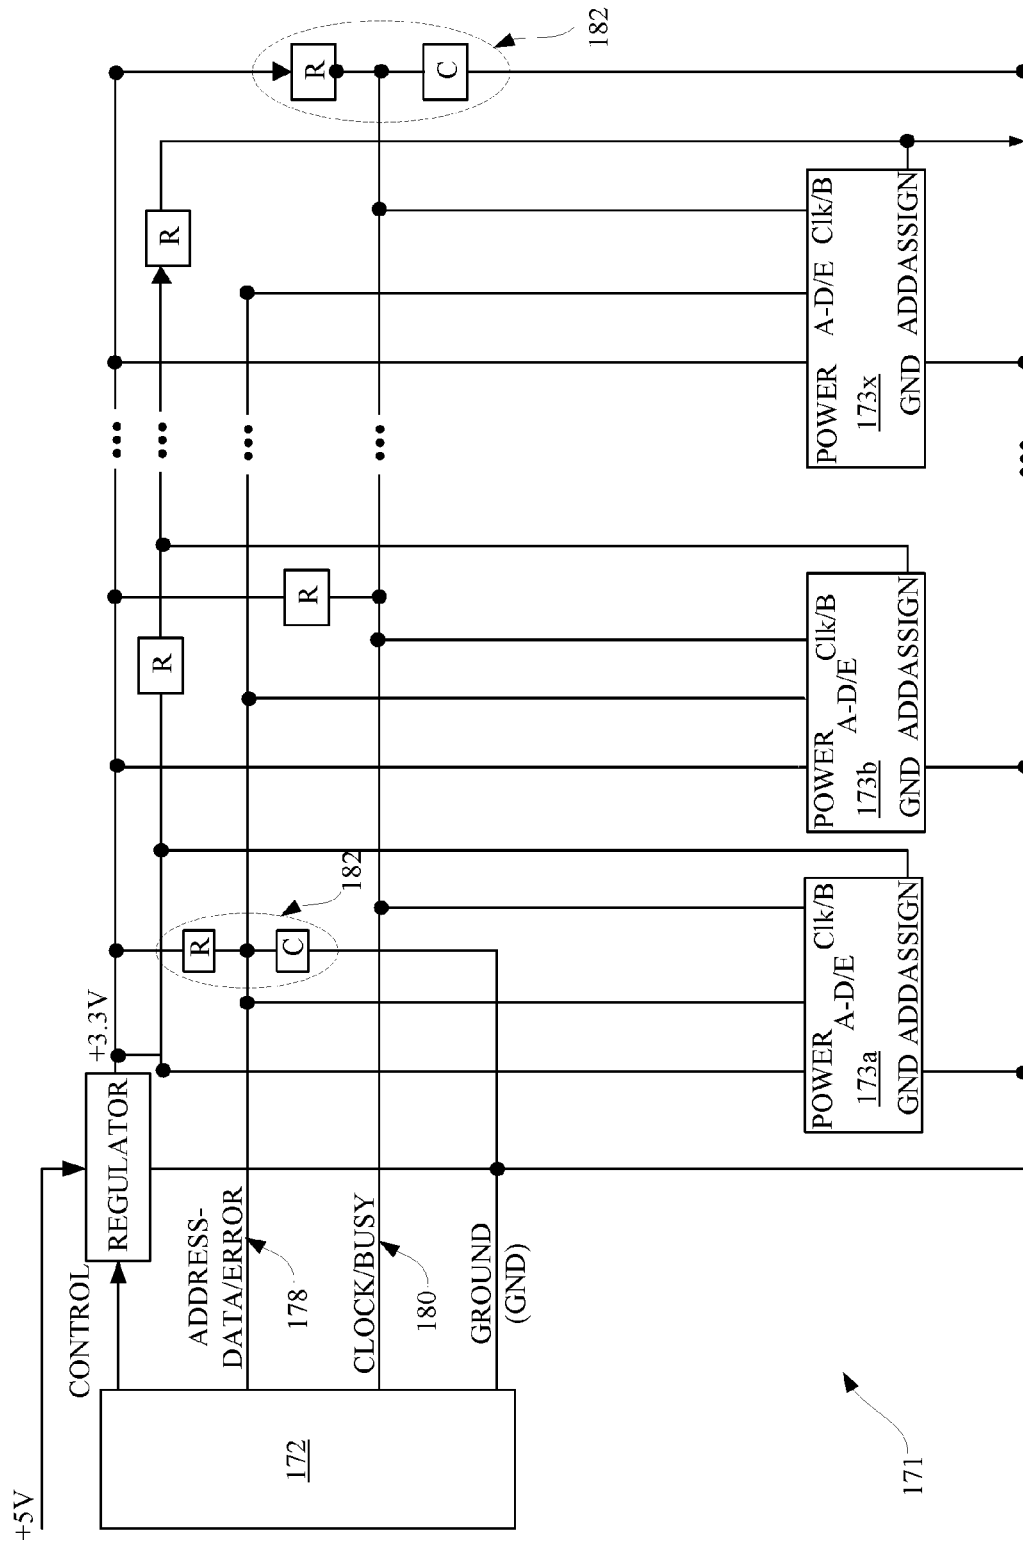 +5V
CONTROL
REGULATOR
+3.3V
172
ADDRESS-
DATA/ERROR
178
CLOCK/BUSY
180
GROUND
(GND)
R
C
182
R
R
R
R
C
182
POWER
A-D/E
Clk/B
173a
GND
ADDASSIGN
POWER
A-D/E
Clk/B
173b
GND
ADDASSIGN
POWER
A-D/E
Clk/B
173x
GND
ADDASSIGN
171